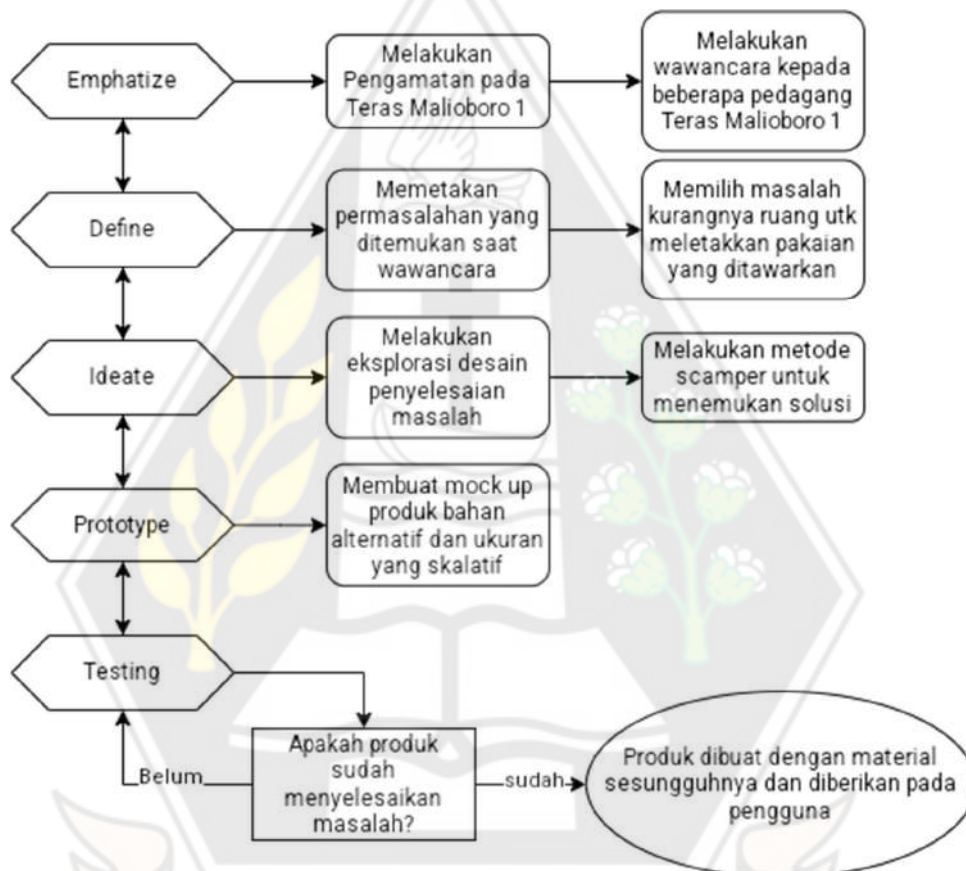 Emphatize
Melakukan
Pengamatan pada
Teras Malioboro 1
Melakukan
wawancara kepada
beberapa pedagang
Teras Malioboro 1
Define
Memetakan
permasalahan yang
ditemukan saat
wawancara
Memilih masalah
kurangnya ruang utk
meletakkan pakaian
yang ditawarkan
Ideate
Melakukan
eksplorasi desain
penyelesaian
masalah
Melakukan metode
scamper untuk
menemukan solusi
Prototype
Membuat mock up
produk bahan
alternatif dan ukuran
yang skalatif
Testing
Apakah produk
sudah
menyelesaikan
masalah?
Belum
sudah
Produk dibuat dengan material
sesungguhnya dan diberikan pada
pengguna